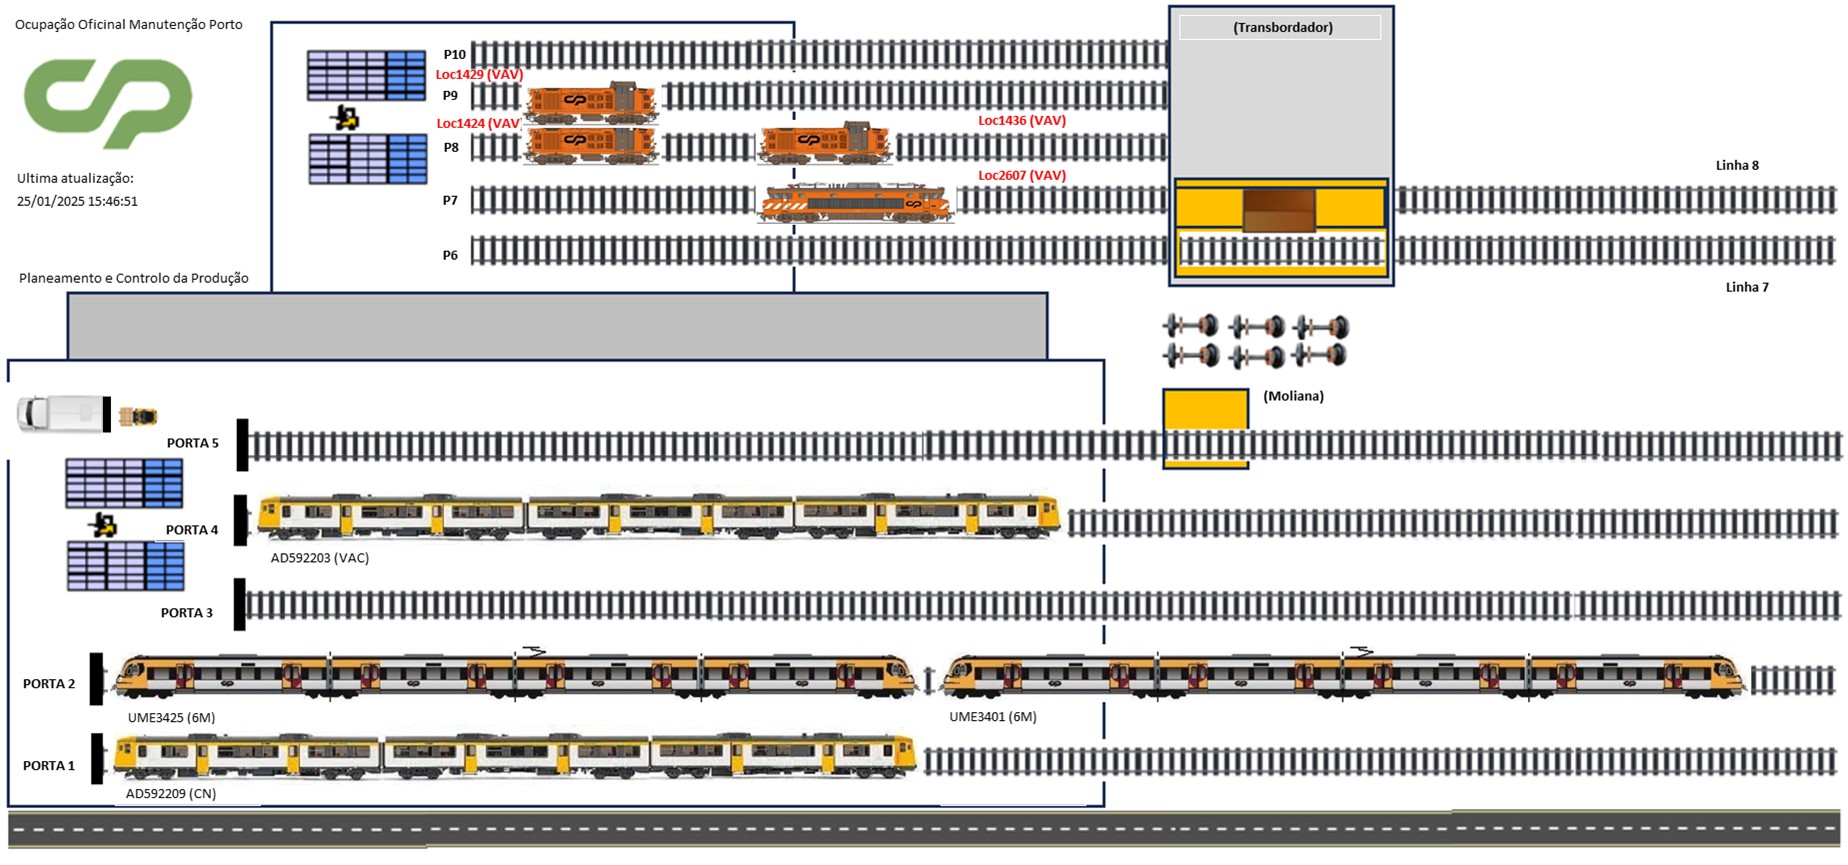 Ocupação Oficinal Manutenção Porto
CP
Ultima atualização:
25/01/2025 15:46:51
Planeamento e Controlo da Produção
(Transbordador)
P10
Loc1429 (VAV)
P9
Loc1424 (VAV)
Loc1436 (VAV)
P8
Loc2607 (VAV)
P7
P6
Linha 8
Linha 7
(Moliana)
PORTA 5
PORTA 4
AD592203 (VAC)
PORTA 3
PORTA 2
UME3425 (6M)
UME3401 (6M)
PORTA 1
AD592209 (CN)